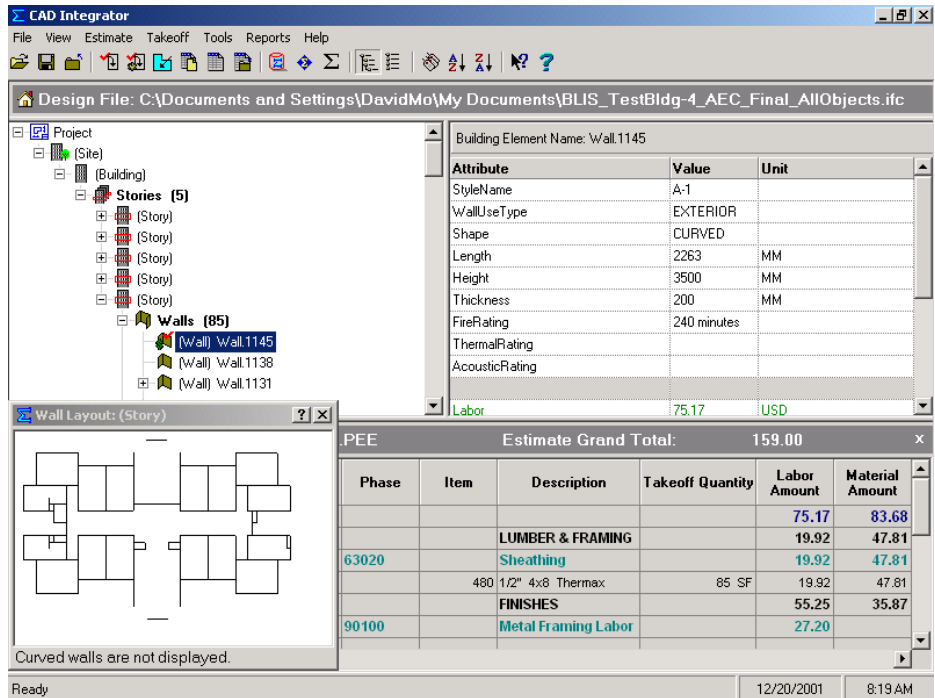 CAD Integrator
File View Estimate Takeoff Tools Reports Help
Design File: C:\Documents and Settings\DavidMo\My Documents\BLIS_TestBldg-4_AEC_Final_AllObjects.ifc
Project
(Site)
(Building)
Stories (5)
(Story)
(Story)
(Story)
(Story)
(Story)
Walls (85)
(Wall) Wall.1145
(Wall) Wall.1138
(Wall) Wall.1131
Building Element Name: Wall.1145
Attribute Value Unit
StyleName A-1
WallUseType EXTERIOR
Shape CURVED
Length 2263 MM
Height 3500 MM
Thickness 200 MM
FireRating 240 minutes
ThermalRating
AcousticRating
Labor 75.17 USD
Wall Layout: (Story)
Curved walls are not displayed.
.PEE Estimate Grand Total: 159.00 x
Phase Item Description Takeoff Quantity Labor Amount Material Amount
75.17 83.68
LUMBER & FRAMING 19.92 47.81
63020 Sheathing 19.92 47.81
480 1/2" 4x8 Thermax 85 SF 19.92 47.81
FINISHES 55.25 35.87
90100 Metal Framing Labor 27.20
Ready 12/20/2001 8:19 AM